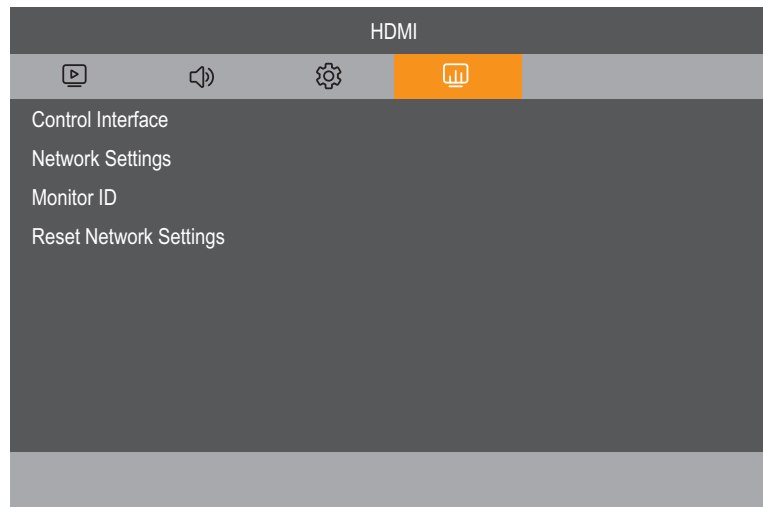 HDMI
Control Interface
Network Settings
Monitor ID
Reset Network Settings